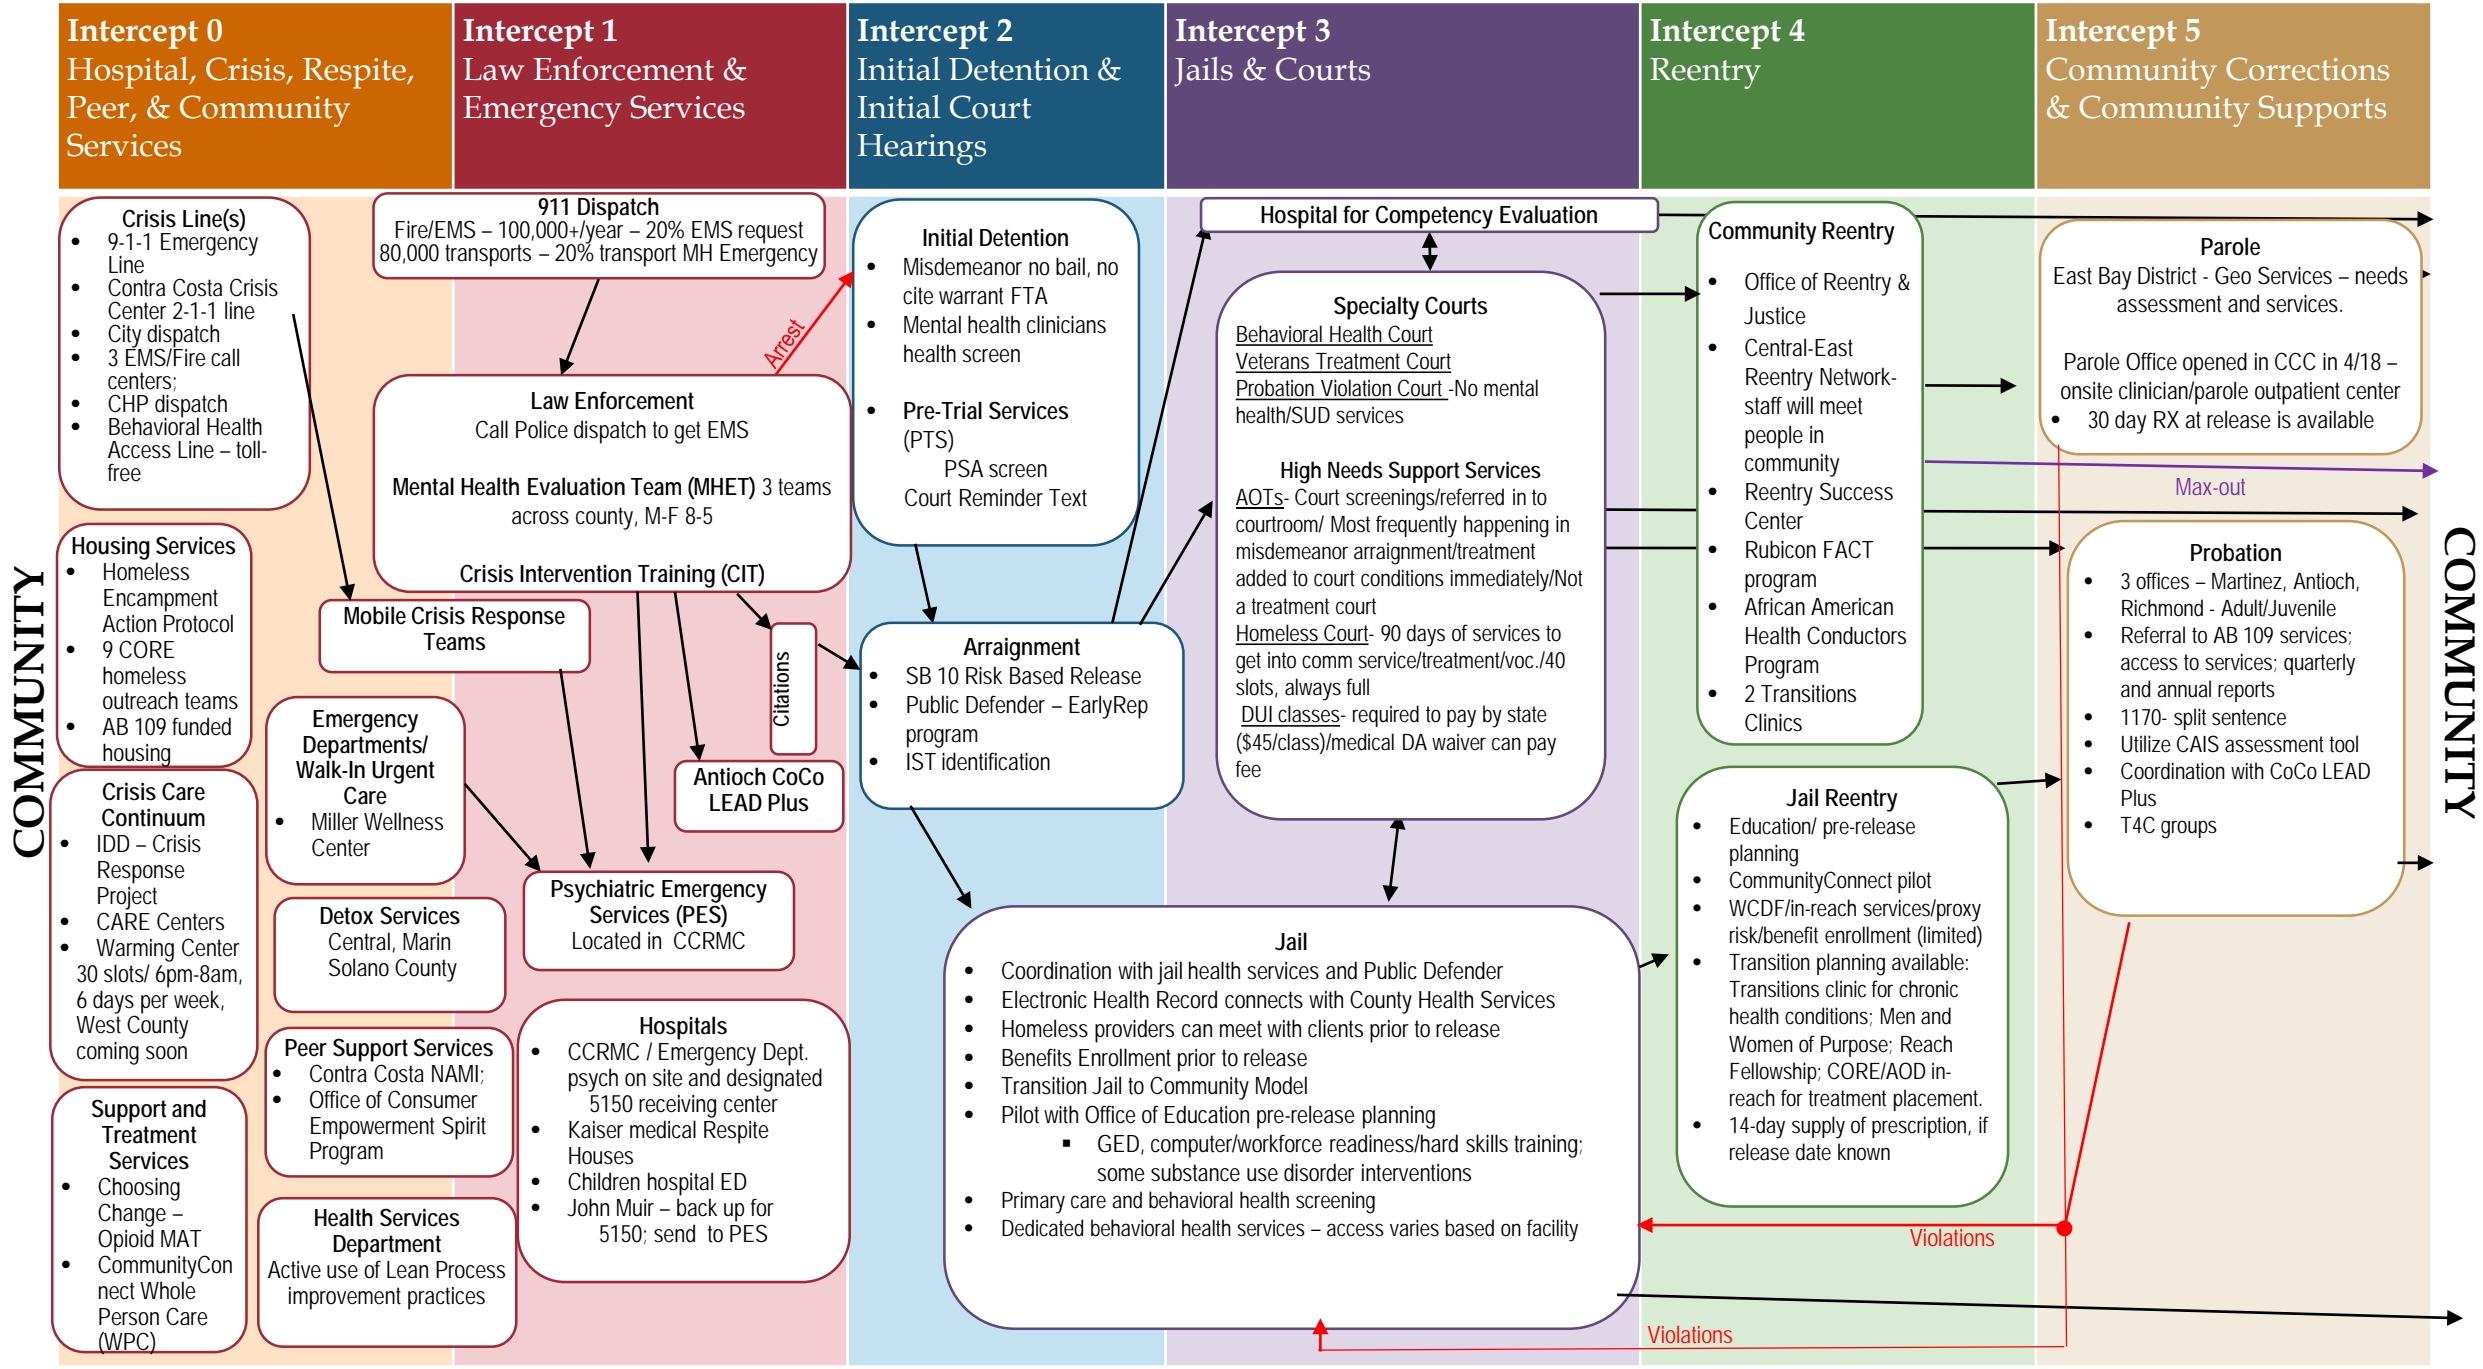 Intercept 0
Hospital, Crisis, Respite,
Peer, & Community
Services
Intercept 1
Law Enforcement &
Emergency Services
Intercept 2
Initial Detention &
Initial Court
Hearings
Intercept 3
Jails & Courts
Intercept 4
Reentry
Intercept 5
Community Corrections
& Community Supports
COMMUNITY
Crisis Line(s)
• 9-1-1 Emergency
Line
• Contra Costa Crisis
Center 2-1-1 line
• City dispatch
• 3 EMS/Fire call
centers;
• CHP dispatch
• Behavioral Health
Access Line – toll-
free
Housing Services
• Homeless
Encampment
Action Protocol
• 9 CORE
homeless
outreach teams
• AB 109 funded
housing
Crisis Care
Continuum
• IDD – Crisis
Response
Project
• CARE Centers
• Warming Center
30 slots/ 6pm-8am,
6 days per week,
West County
coming soon
Support and
Treatment
Services
• Choosing
Change –
Opioid MAT
• CommunityCon
nect Whole
Person Care
(WPC)
911 Dispatch
Fire/EMS – 100,000+/year – 20% EMS request
80,000 transports – 20% transport MH Emergency
Arrest
Law Enforcement
Call Police dispatch to get EMS
Mental Health Evaluation Team (MHET) 3 teams
across county, M-F 8-5
Crisis Intervention Training (CIT)
Mobile Crisis Response
Teams
Citations
Emergency
Departments/
Walk-In Urgent
Care
• Miller Wellness
Center
Antioch CoCo
LEAD Plus
Detox Services
Central, Marin
Solano County
Psychiatric Emergency
Services (PES)
Located in CCRMC
Peer Support Services
• Contra Costa NAMI;
• Office of Consumer
Empowerment Spirit
Program
Health Services
Department
Active use of Lean Process
improvement practices
Hospitals
• CCRMC / Emergency Dept.
psych on site and designated
5150 receiving center
• Kaiser medical Respite
Houses
• Children hospital ED
• John Muir – back up for
5150; send to PES
Initial Detention
• Misdemeanor no bail, no
cite warrant FTA
• Mental health clinicians
health screen
• Pre-Trial Services
(PTS)
PSA screen
Court Reminder Text
Arraignment
• SB 10 Risk Based Release
• Public Defender – EarlyRep
program
• IST identification
Hospital for Competency Evaluation
Specialty Courts
Behavioral Health Court
Veterans Treatment Court
Probation Violation Court -No mental
health/SUD services
High Needs Support Services
AOTs- Court screenings/referred in to
courtroom/ Most frequently happening in
misdemeanor arraignment/treatment
added to court conditions immediately/Not
a treatment court
Homeless Court- 90 days of services to
get into comm service/treatment/voc./40
slots, always full
DUI classes- required to pay by state
($45/class)/medical DA waiver can pay
fee
Jail
• Coordination with jail health services and Public Defender
• Electronic Health Record connects with County Health Services
• Homeless providers can meet with clients prior to release
• Benefits Enrollment prior to release
• Transition Jail to Community Model
• Pilot with Office of Education pre-release planning
▪ GED, computer/workforce readiness/hard skills training;
some substance use disorder interventions
• Primary care and behavioral health screening
• Dedicated behavioral health services – access varies based on facility
Community Reentry
• Office of Reentry &
Justice
• Central-East
Reentry Network-
staff will meet
people in
community
• Reentry Success
Center
• Rubicon FACT
program
• African American
Health Conductors
Program
• 2 Transitions
Clinics
Jail Reentry
• Education/ pre-release
planning
• CommunityConnect pilot
• WCDF/in-reach services/proxy
risk/benefit enrollment (limited)
• Transition planning available:
Transitions clinic for chronic
health conditions; Men and
Women of Purpose; Reach
Fellowship; CORE/AOD in-
reach for treatment placement.
• 14-day supply of prescription, if
release date known
Violations
Violations
Parole
East Bay District - Geo Services – needs
assessment and services.
Parole Office opened in CCC in 4/18 –
onsite clinician/parole outpatient center
• 30 day RX at release is available
Max-out
Probation
• 3 offices – Martinez, Antioch,
Richmond - Adult/Juvenile
• Referral to AB 109 services;
access to services; quarterly
and annual reports
• 1170- split sentence
• Utilize CAIS assessment tool
• Coordination with CoCo LEAD
Plus
• T4C groups
COMMUNITY